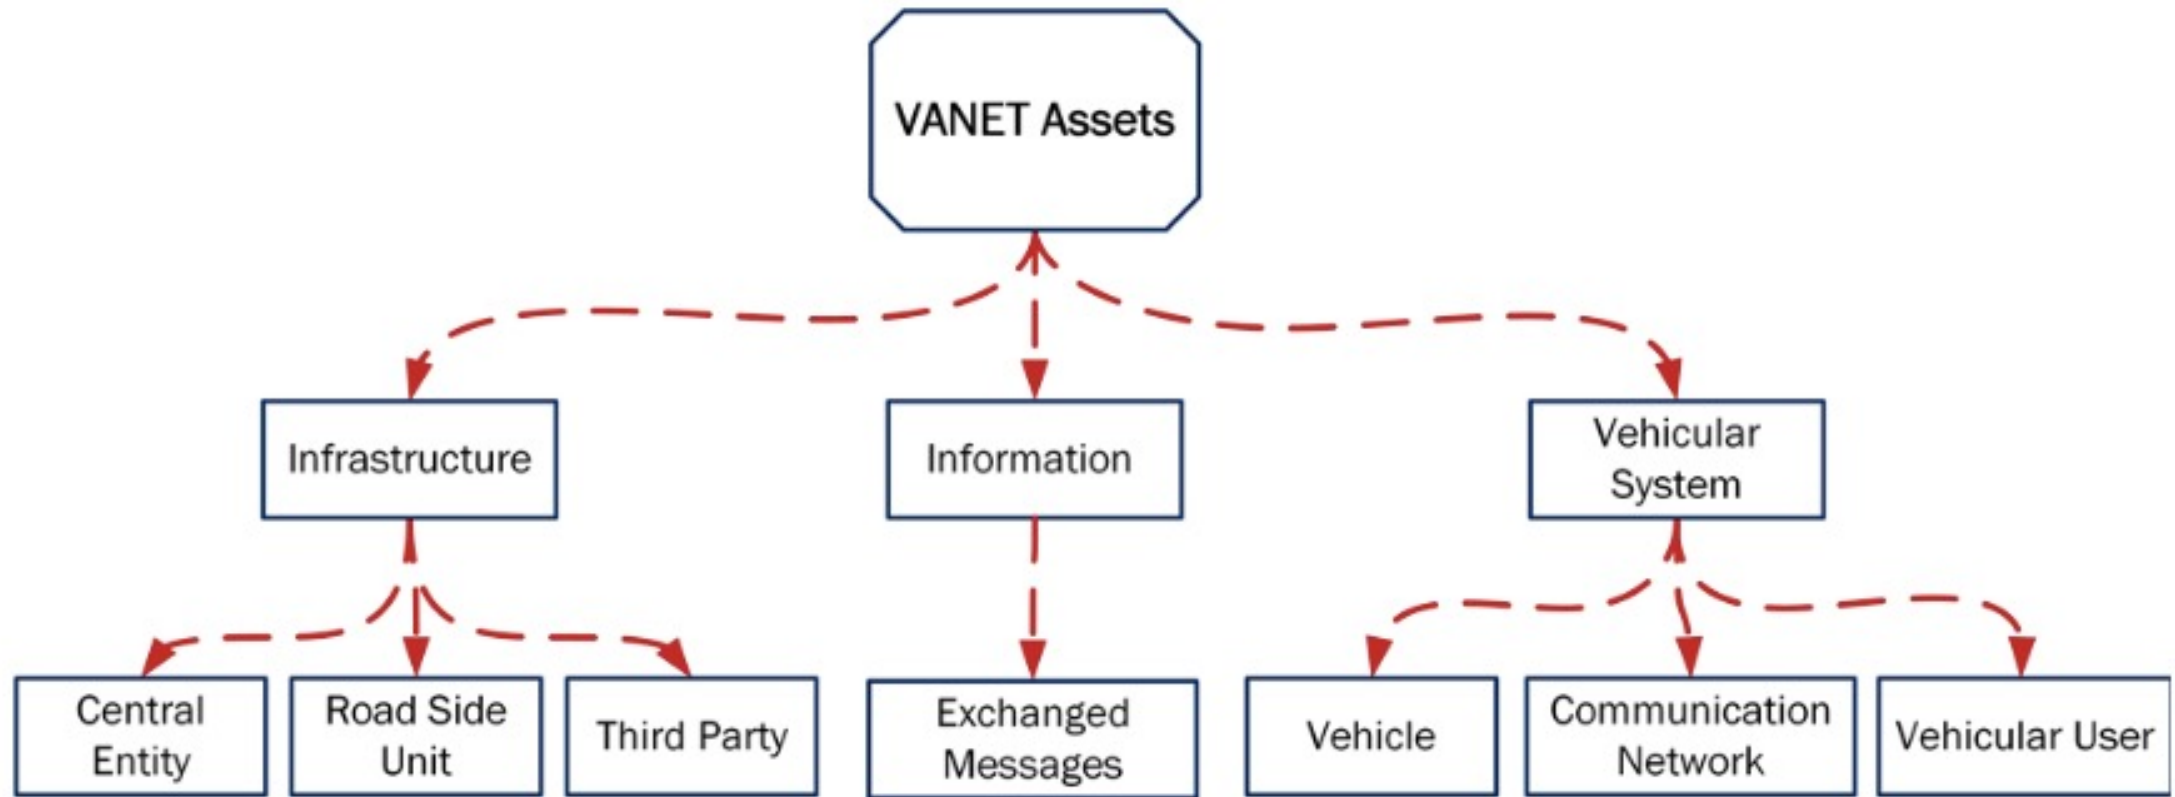 VANET Assets
Infrastructure
Information
Vehicular
System
Central
Entity
Road Side
Unit
Third Party
Exchanged
Messages
Vehicle
Communication
Network
Vehicular User